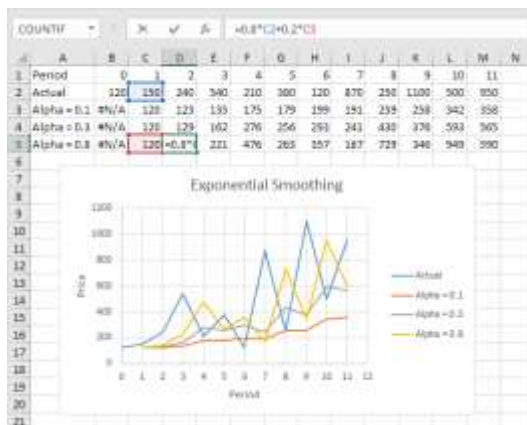 COUNTIF =0.8*C2+0.2*C3
A B C D E F G H I J K L M N
1 Period 0 1 2 3 4 5 6 7 8 9 10 11
2 Actual 120 150 240 540 210 380 120 870 250 1100 500 950
3 Alpha = 0.1 #N/A 120 123 135 175 179 199 191 259 258 342 358
4 Alpha = 0.3 #N/A 120 129 162 276 256 293 241 430 376 593 565
5 Alpha = 0.8 #N/A 120 =0.8*C 221 476 263 357 167 729 346 949 590
6
7
8
9
10
11
12
13
14
15
16
17
18
19
20
21
Exponential Smoothing
1200
1000
800
600
400
200
0
0 1 2 3 4 5 6 7 8 9 10 11 12
Price
Period
Actual
Alpha = 0.1
Alpha = 0.3
Alpha = 0.8